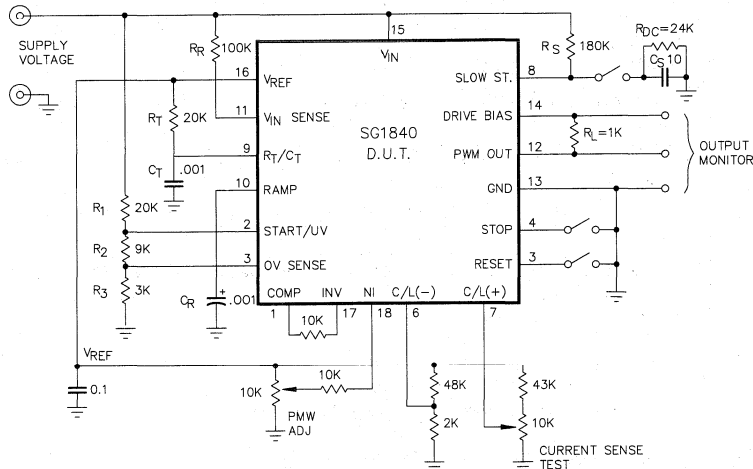 SUPPLY
VOLTAGE
15
V_IN
R_R 100K
R_S 180K
R_DC=24K
C_S 10
16
V_REF
8
SLOW ST.
R_T 20K
11
V_IN SENSE
14
DRIVE BIAS
SG1840
D.U.T.
R_L=1K
OUTPUT
MONITOR
9
R_T/C_T
12
PWM OUT
C_T .001
10
RAMP
13
GND
R_1 20K
2
START/UV
4
STOP
R_2 9K
3
OV SENSE
3
RESET
R_3 3K
C_R + .001
COMP INV NI C/L(-) C/L(+)
1 17 18 6 7
10K
V_REF
0.1
10K
10K
PMW
ADJ
48K
2K
43K
10K
CURRENT SENSE
TEST